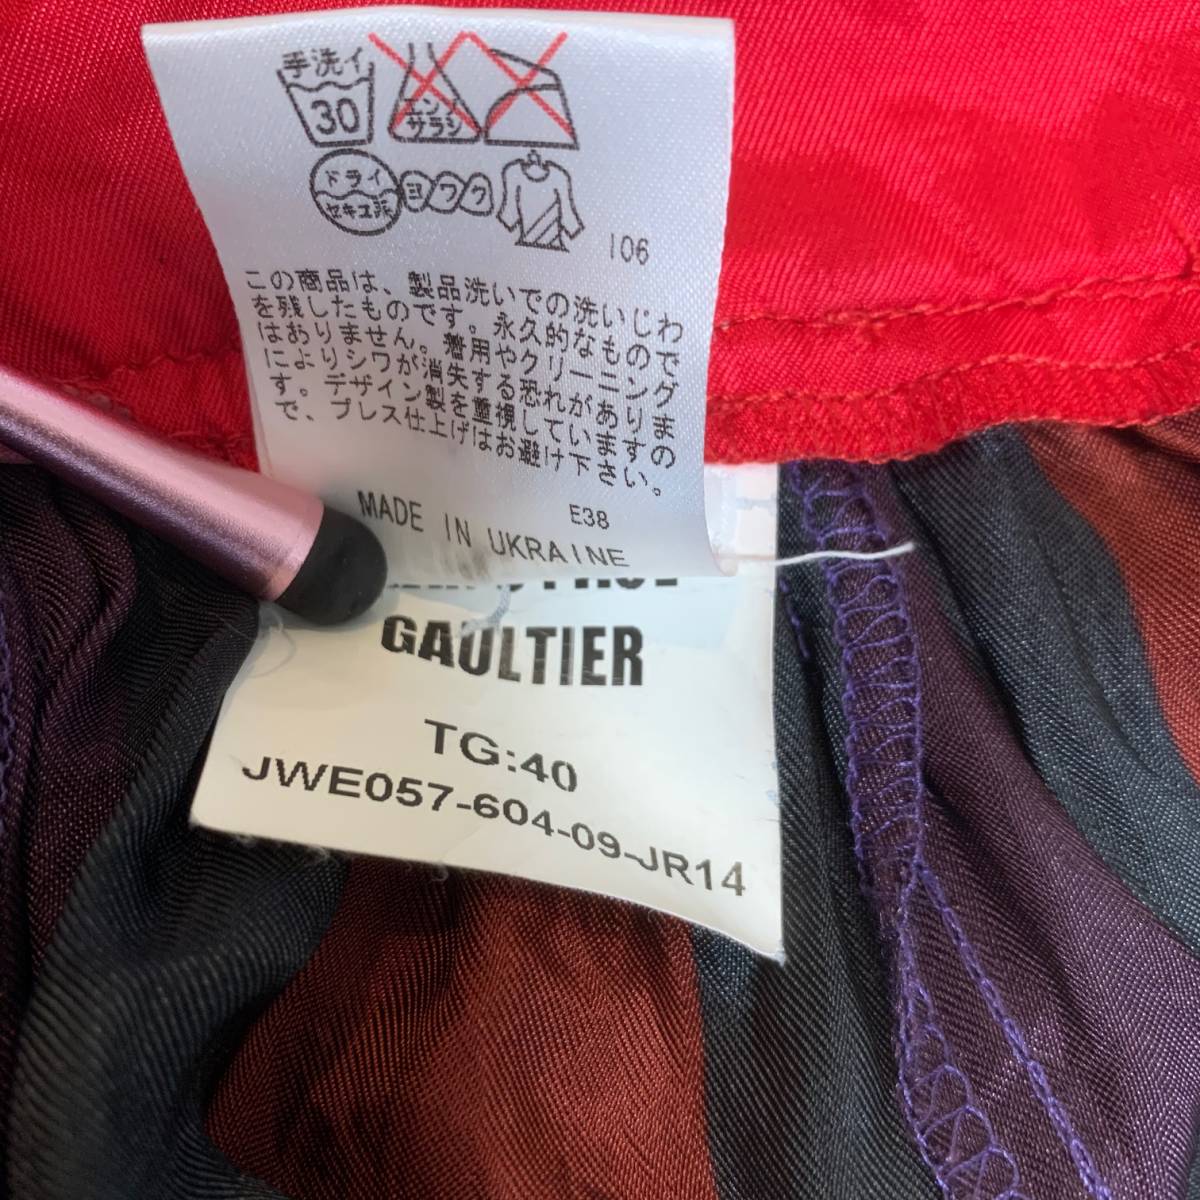 手洗イ
30
エンソ
サラシ
ドライ
セキユ系
ヨワク
106
この商品は、製品洗いでの洗いじわ
を残したものです。永久的なもので
はありません。着用やクリーニング
によりシワが消失する恐れがありま
す。デザイン製を重視していますの
で、プレス仕上げはお避け下さい。
E38
MADE IN UKRAINE
GAULTIER
TG:40
JWE057-604-09-JR14